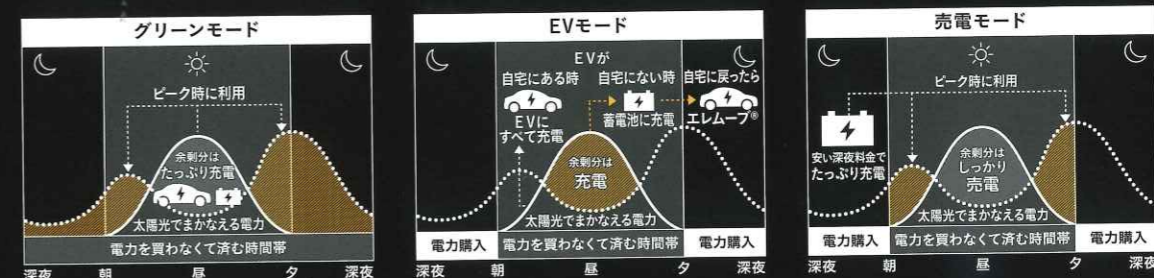 グリーンモード
ピーク時に利用
余剰分は
たっぷり充電
太陽光でまかなえる電力
電力を買わなくて済む時間帯
深夜 朝 昼 夕 深夜
EVモード
EVが
自宅にある時 自宅にない時 自宅に戻ったら
EVに
すべて充電
蓄電池に充電
エレムーブ®
余剰分は
充電
太陽光でまかなえる電力
電力購入 電力を買わなくて済む時間帯 電力購入
深夜 朝 昼 夕 深夜
売電モード
ピーク時に利用
安い深夜料金で
たっぷり充電
余剰分は
しっかり
売電
太陽光でまかなえる電力
電力購入 電力を買わなくて済む時間帯 電力購入
深夜 朝 昼 夕 深夜